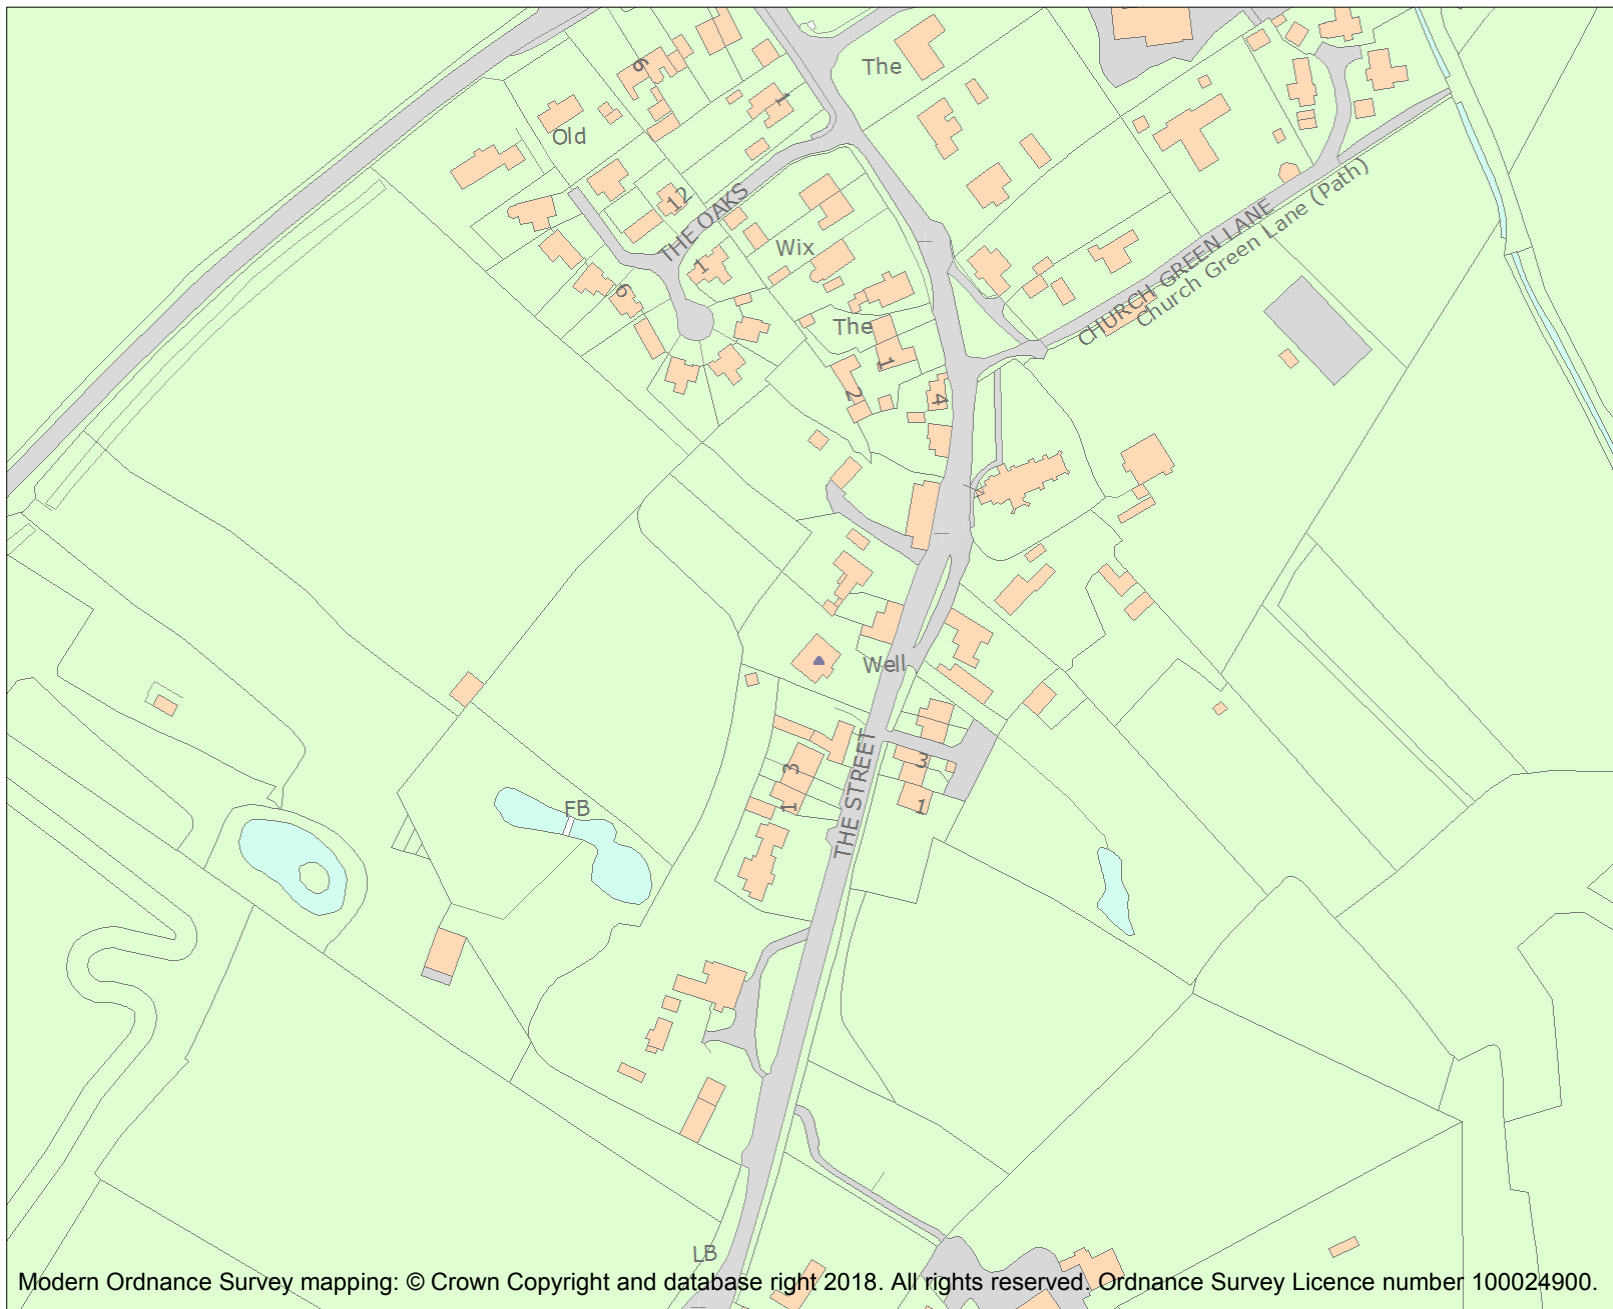 The
6
1
Old
12
THE OAKS
Wix
1
6
CHURCH GREEN LANE
Church Green Lane (Path)
The
1
2
4
Well
THE STREET
3
3
1
1
FB
LB
Modern Ordnance Survey mapping: © Crown Copyright and database right 2018. All rights reserved. Ordnance Survey Licence number 100024900.